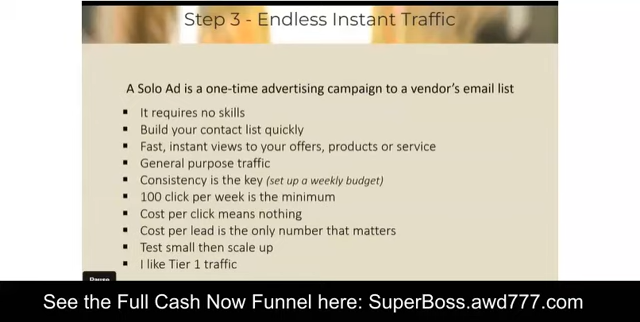 Step 3 - Endless Instant Traffic
A Solo Ad is a one-time advertising campaign to a vendor's email list
▪ It requires no skills
▪ Build your contact list quickly
▪ Fast, instant views to your offers, products or service
▪ General purpose traffic
▪ Consistency is the key (set up a weekly budget)
▪ 100 click per week is the minimum
▪ Cost per click means nothing
▪ Cost per lead is the only number that matters
▪ Test small then scale up
▪ I like Tier 1 traffic
See the Full Cash Now Funnel here: SuperBoss.awd777.com